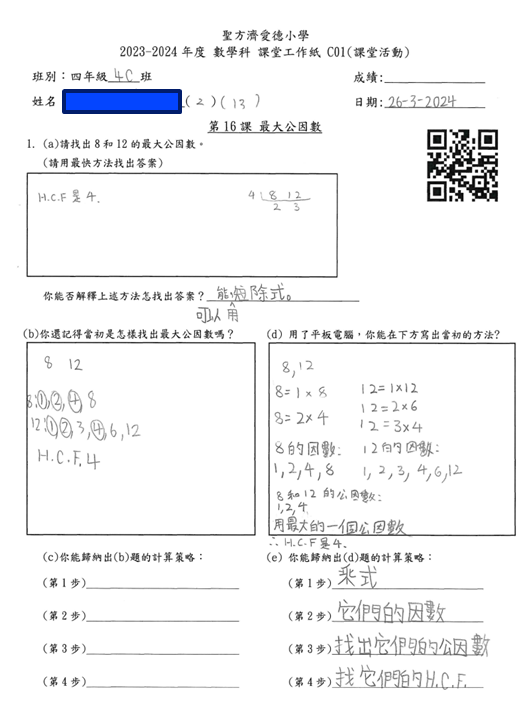 聖方濟愛德小學
2023-2024 年度 數學科 課堂工作紙 C01(課堂活動)
班別：四年級 4C 班
成績：
姓名 (2)(13)
日期：26-3-2024
第 16 課 最大公因數
1. (a)請找出 8 和 12 的最大公因數。
(請用最快方法找出答案)
H.C.F 是 4.
4 8 12
2 3
你能否解釋上述方法怎找出答案？ 能，短除式。
可以用
(b)你還記得當初是怎樣找出最大公因數嗎？
8 12
8:1,2,4,8
12:1,2,3,4,6,12
H.C.F. 4
(d) 用了平板電腦，你能在下方寫出當初的方法?
8,12
8=1×8 12=1×12
8=2×4 12=2×6
12=3×4
8的因數: 12的因數:
1,2,4,8 1,2,3,4,6,12
8和12的公因數:
1,2,4
用最大的一個公因數
∴ H.C.F 是 4.
(c)你能歸納出(b)題的計算策略：
(第 1 步)
(第 2 步)
(第 3 步)
(第 4 步)
(e) 你能歸納出(d)題的計算策略：
(第 1 步) 乘式
(第 2 步) 它們的因數
(第 3 步) 找出它們的公因數
(第 4 步) 找它們的H.C.F.